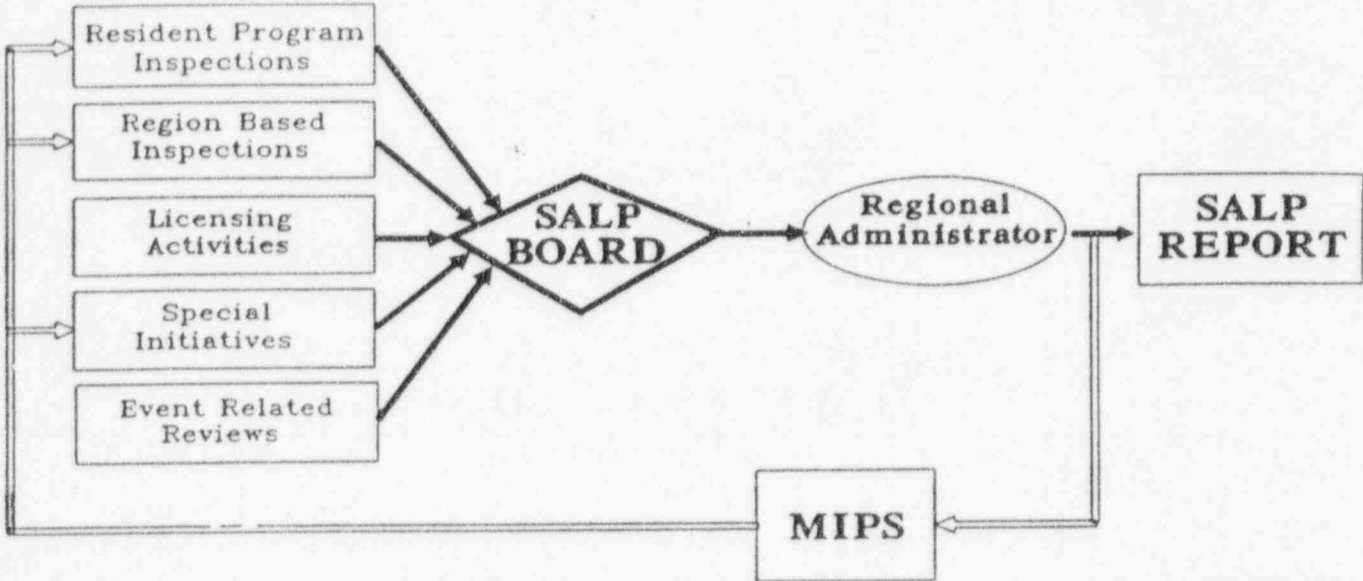 Resident Program
Inspections
Region Based
Inspections
Licensing
Activities
Special
Initiatives
Event Related
Reviews
SALP
BOARD
Regional
Administrator
SALP
REPORT
MIPS